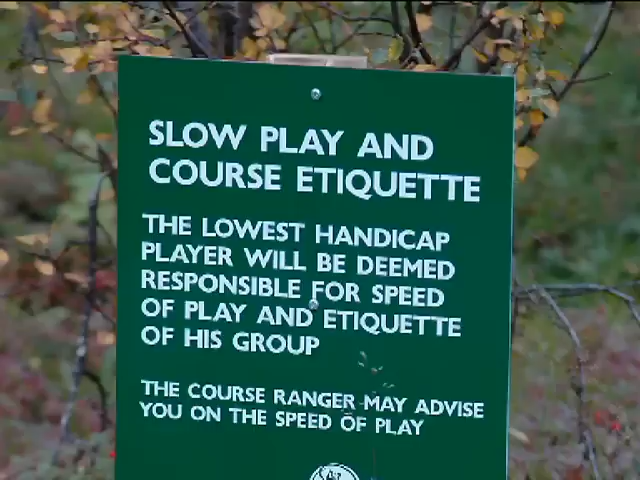 SLOW PLAY AND
COURSE ETIQUETTE
THE LOWEST HANDICAP
PLAYER WILL BE DEEMED
RESPONSIBLE FOR SPEED
OF PLAY AND ETIQUETTE
OF HIS GROUP
THE COURSE RANGER MAY ADVISE
YOU ON THE SPEED OF PLAY